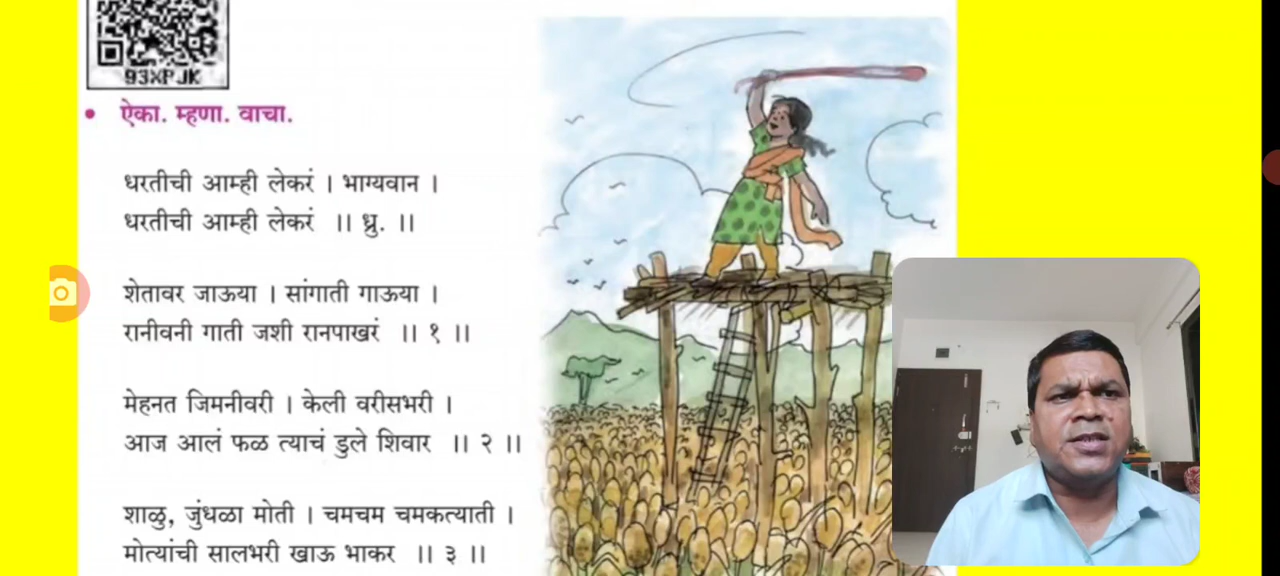 93XPJK
• ऐका. म्हणा. वाचा.
धरतीची आम्ही लेकरं । भाग्यवान ।
धरतीची आम्ही लेकरं ॥ ध्रु. ॥
शेतावर जाऊया । सांगाती गाऊया ।
रानीवनी गाती जशी रानपाखरं ॥ १ ॥
मेहनत जिमनीवरी । केली वरीसभरी ।
आज आलं फळ त्याचं डुले शिवार ॥ २ ॥
शाळु, जुंधळा मोती । चमचम चमकत्याती ।
मोत्यांची सालभरी खाऊ भाकर ॥ ३ ॥